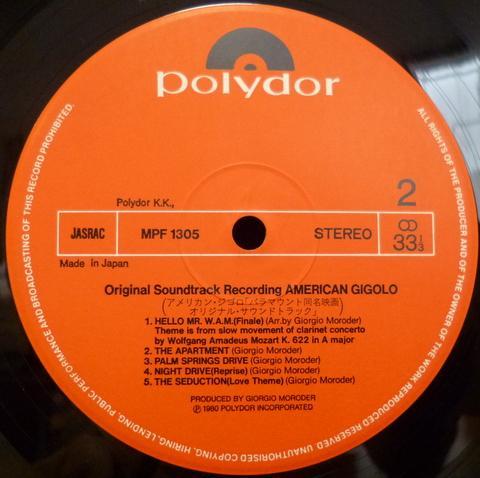 polydor
Polydor K.K.,
2
JASRAC
MPF 1305
STEREO
33 1/3
Made in Japan
Original Soundtrack Recording AMERICAN GIGOLO
(アメリカン・ジゴロ「パラマウント同名映画
オリジナル・サウンドトラック」)
1. HELLO MR. W.A.M.(Finale) (Arr.by Giorgio Moroder)
Theme is from slow movement of clarinet concerto
by Wolfgang Amadeus Mozart K. 622 in A major
2. THE APARTMENT (Giorgio Moroder)
3. PALM SPRINGS DRIVE (Giorgio Moroder)
4. NIGHT DRIVE(Reprise) (Giorgio Moroder)
5. THE SEDUCTION(Love Theme) (Giorgio Moroder)
PRODUCED BY GIORGIO MORODER
℗ 1980 POLYDOR INCORPORATED
ALL RIGHTS OF THE PRODUCER AND OF THE OWNER OF THE WORK REPRODUCED RESERVED. UNAUTHORISED COPYING, HIRING, LENDING, PUBLIC PERFORMANCE AND BROADCASTING OF THIS RECORD PROHIBITED.